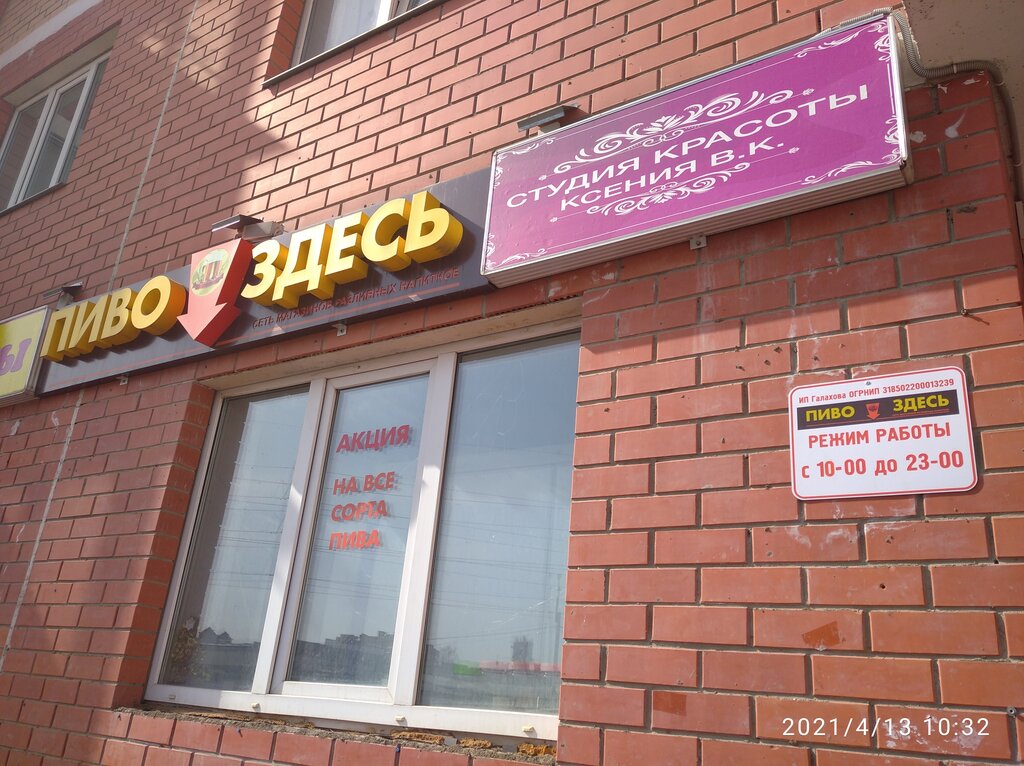 Ы
ПИВО ЗДЕСЬ
СЕТЬ МАГАЗИНОВ РАЗЛИВНЫХ НАПИТКОВ
СТУДИЯ КРАСОТЫ
КСЕНИЯ В.К.
АКЦИЯ
НА ВСЕ
СОРТА
ПИВА
ИП Галахова ОГРНИП 318502200013239
ПИВО ЗДЕСЬ
РЕЖИМ РАБОТЫ
с 10-00 до 23-00
2021/4/13 10:32